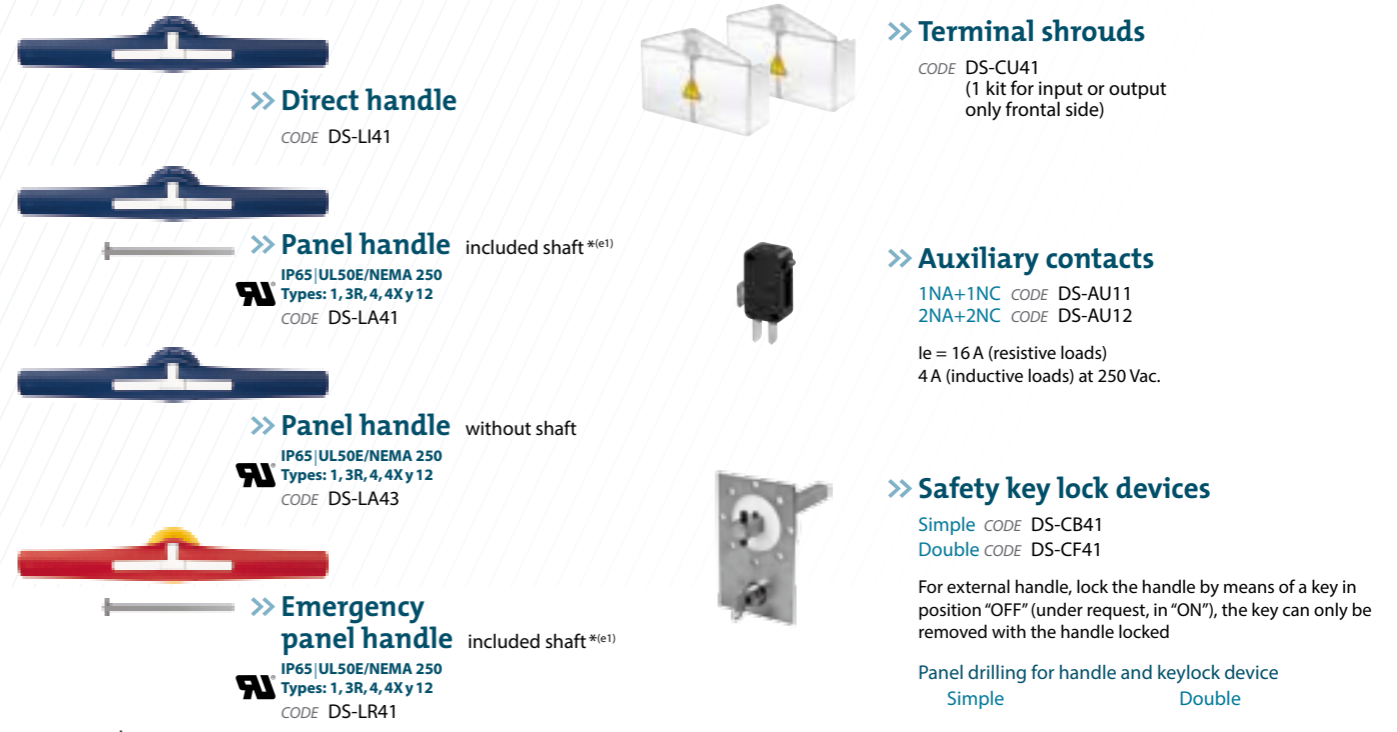 >> Direct handle
CODE DS-LI41
>> Panel handle included shaft *(e1)
IP65|UL50E/NEMA 250
Types: 1, 3R, 4, 4X y 12
CODE DS-LA41
>> Panel handle without shaft
IP65|UL50E/NEMA 250
Types: 1, 3R, 4, 4X y 12
CODE DS-LA43
>> Emergency
panel handle included shaft *(e1)
IP65|UL50E/NEMA 250
Types: 1, 3R, 4, 4X y 12
CODE DS-LR41
>> Terminal shrouds
CODE DS-CU41
(1 kit for input or output
only frontal side)
>> Auxiliary contacts
1NA+1NC CODE DS-AU11
2NA+2NC CODE DS-AU12
Ie = 16 A (resistive loads)
4 A (inductive loads) at 250 Vac.
>> Safety key lock devices
Simple CODE DS-CB41
Double CODE DS-CF41
For external handle, lock the handle by means of a key in
position "OFF" (under request, in "ON"), the key can only be
removed with the handle locked
Panel drilling for handle and keylock device
Simple Double